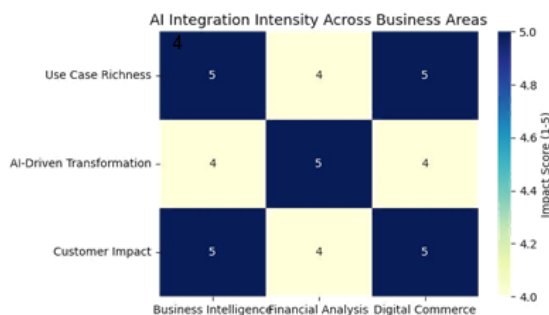 AI Integration Intensity Across Business Areas
4
Use Case Richness
5 4 5
AI-Driven Transformation
4 5 4
Customer Impact
5 4 5
Business Intelligence Financial Analysis Digital Commerce
5.0
4.8
4.6
4.4
4.2
4.0
Impact Score (1-5)